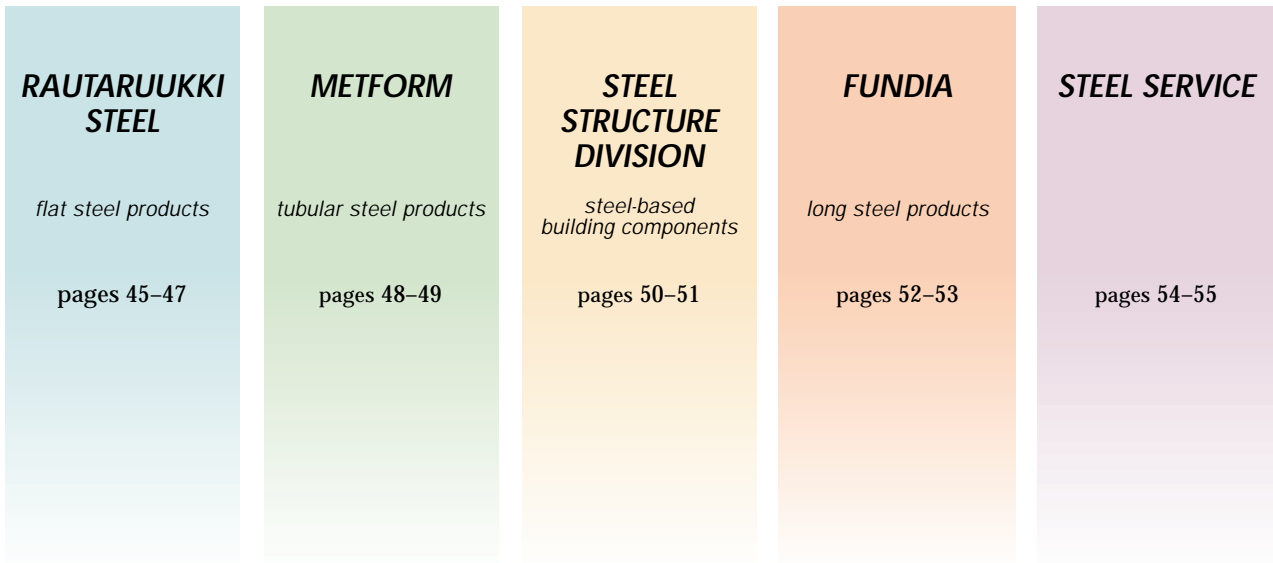 RAUTARUUKKI
STEEL
flat steel products
pages 45–47
METFORM
tubular steel products
pages 48–49
STEEL
STRUCTURE
DIVISION
steel-based
building components
pages 50–51
FUNDIA
long steel products
pages 52–53
STEEL SERVICE
pages 54–55